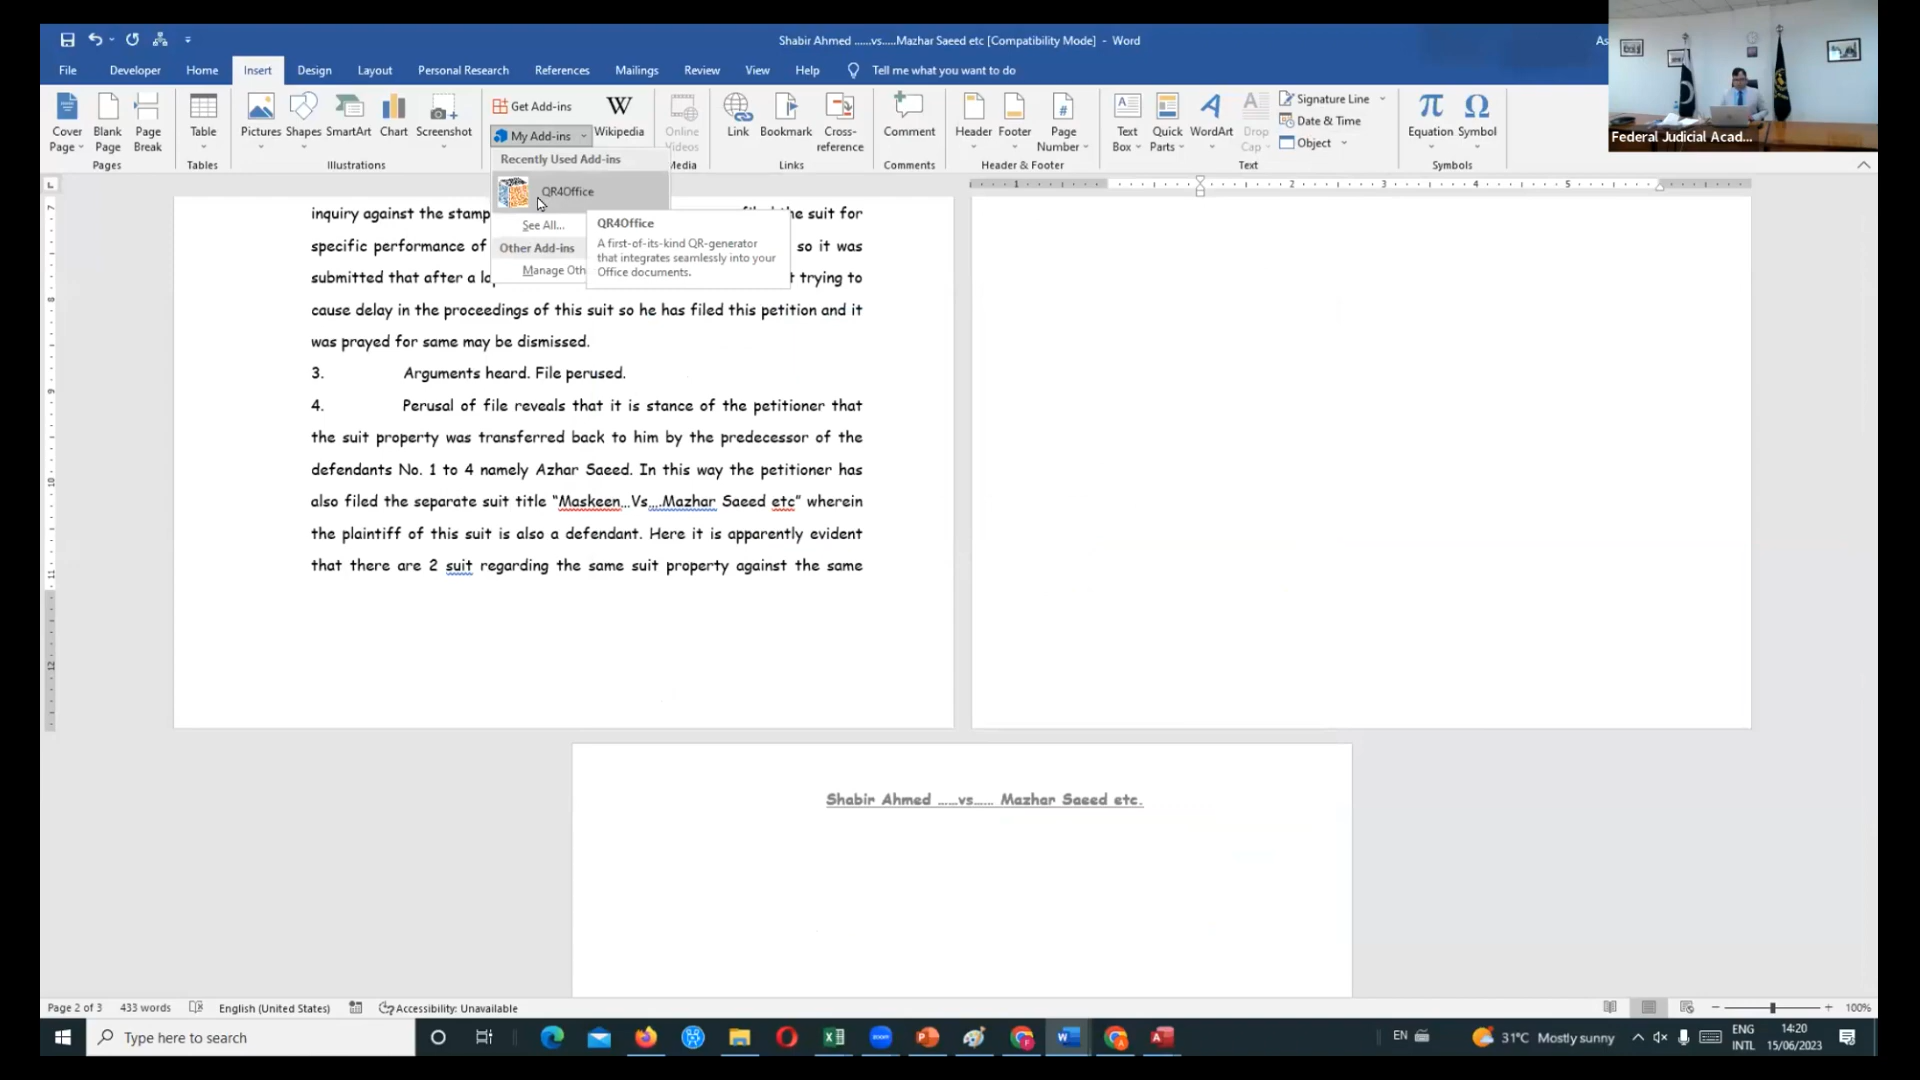 Shabir Ahmed ......vs.....Mazhar Saeed etc [Compatibility Mode] - Word
As
File Developer Home Insert Design Layout Personal Research References Mailings Review View Help Tell me what you want to do
Cover Page
Blank Page
Page Break
Pages
Table
Tables
Pictures
Shapes
SmartArt
Chart
Screenshot
Illustrations
Get Add-ins
My Add-ins
Wikipedia
Online Videos
Media
Link
Bookmark
Cross-reference
Links
Comment
Comments
Header
Footer
Page Number
Header & Footer
Text Box
Quick Parts
WordArt
Drop Cap
Signature Line
Date & Time
Object
Text
Equation
Symbol
Symbols
Federal Judicial Acad...
Recently Used Add-ins
QR4Office
See All...
Other Add-ins
Manage Oth
QR4Office
A first-of-its-kind QR-generator
that integrates seamlessly into your
Office documents.
1 2 3 4 5
inquiry against the stamp the suit for
specific performance of so it was
submitted that after a trying to
cause delay in the proceedings of this suit so he has filed this petition and it
was prayed for same may be dismissed.
3. Arguments heard. File perused.
4. Perusal of file reveals that it is stance of the petitioner that
the suit property was transferred back to him by the predecessor of the
defendants No. 1 to 4 namely Azhar Saeed. In this way the petitioner has
also filed the separate suit title “Maskeen...Vs....Mazhar Saeed etc” wherein
the plaintiff of this suit is also a defendant. Here it is apparently evident
that there are 2 suit regarding the same suit property against the same
Shabir Ahmed ......vs...... Mazhar Saeed etc.
Page 2 of 3 433 words English (United States) Accessibility: Unavailable 100%
Type here to search
EN
31°C Mostly sunny
ENG
INTL
14:20
15/06/2023